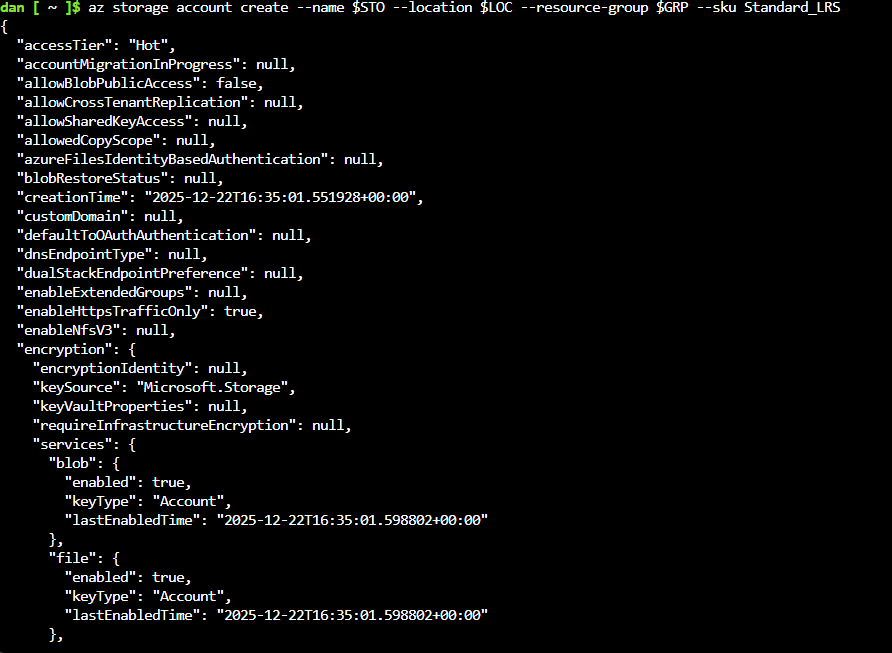 dan [ ~ ]$ az storage account create --name $STO --location $LOC --resource-group $GRP --sku Standard_LRS
{
  "accessTier": "Hot",
  "accountMigrationInProgress": null,
  "allowBlobPublicAccess": false,
  "allowCrossTenantReplication": null,
  "allowSharedKeyAccess": null,
  "allowedCopyScope": null,
  "azureFilesIdentityBasedAuthentication": null,
  "blobRestoreStatus": null,
  "creationTime": "2025-12-22T16:35:01.551928+00:00",
  "customDomain": null,
  "defaultToOAuthAuthentication": null,
  "dnsEndpointType": null,
  "dualStackEndpointPreference": null,
  "enableExtendedGroups": null,
  "enableHttpsTrafficOnly": true,
  "enableNfsV3": null,
  "encryption": {
    "encryptionIdentity": null,
    "keySource": "Microsoft.Storage",
    "keyVaultProperties": null,
    "requireInfrastructureEncryption": null,
    "services": {
      "blob": {
        "enabled": true,
        "keyType": "Account",
        "lastEnabledTime": "2025-12-22T16:35:01.598802+00:00"
      },
      "file": {
        "enabled": true,
        "keyType": "Account",
        "lastEnabledTime": "2025-12-22T16:35:01.598802+00:00"
      },